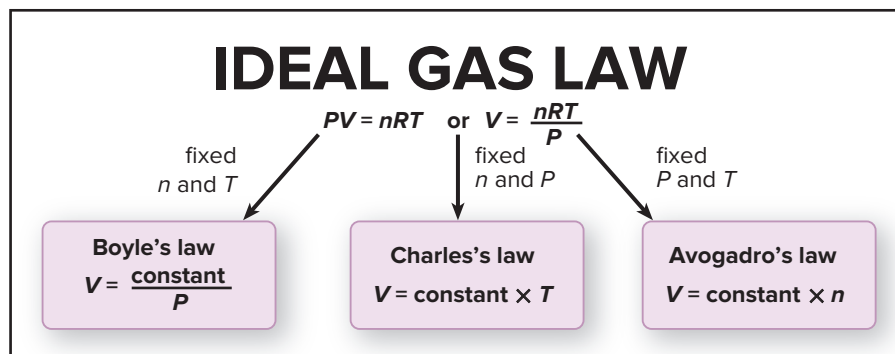 IDEAL GAS LAW
PV = nRT or V = nRT/P
fixed
n and T
fixed
n and P
fixed
P and T
Boyle's law
V = constant/P
Charles's law
V = constant × T
Avogadro's law
V = constant × n